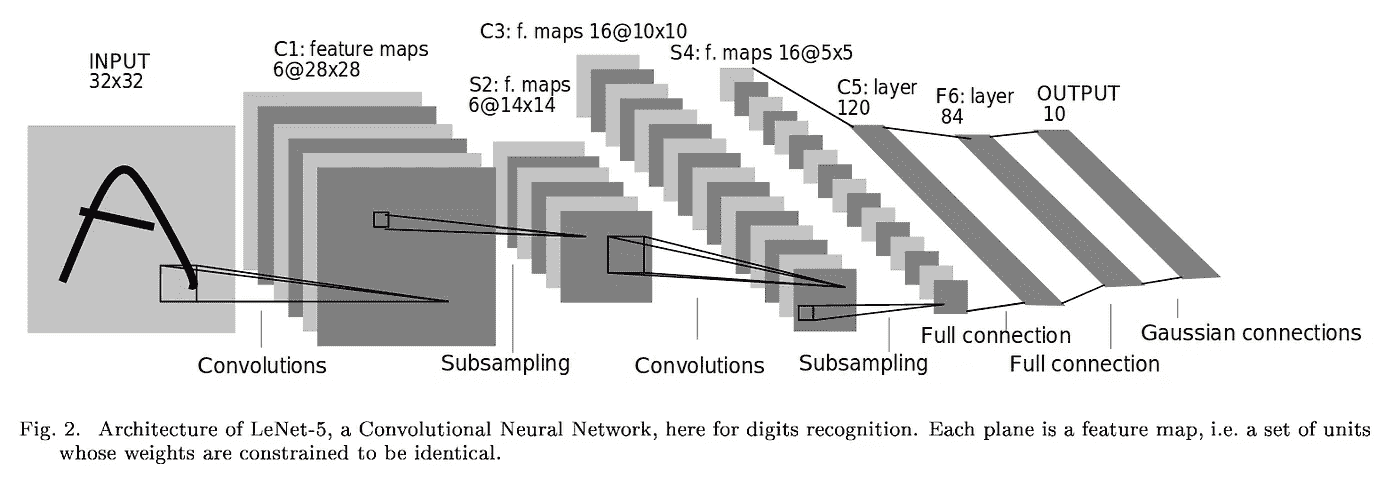 INPUT
32x32
C1: feature maps
6@28x28
S2: f. maps
6@14x14
C3: f. maps 16@10x10
S4: f. maps 16@5x5
C5: layer
120
F6: layer
84
OUTPUT
10
Convolutions
Subsampling
Convolutions
Subsampling
Full connection
Full connection
Gaussian connections
Fig. 2. Architecture of LeNet-5, a Convolutional Neural Network, here for digits recognition. Each plane is a feature map, i.e. a set of units
whose weights are constrained to be identical.